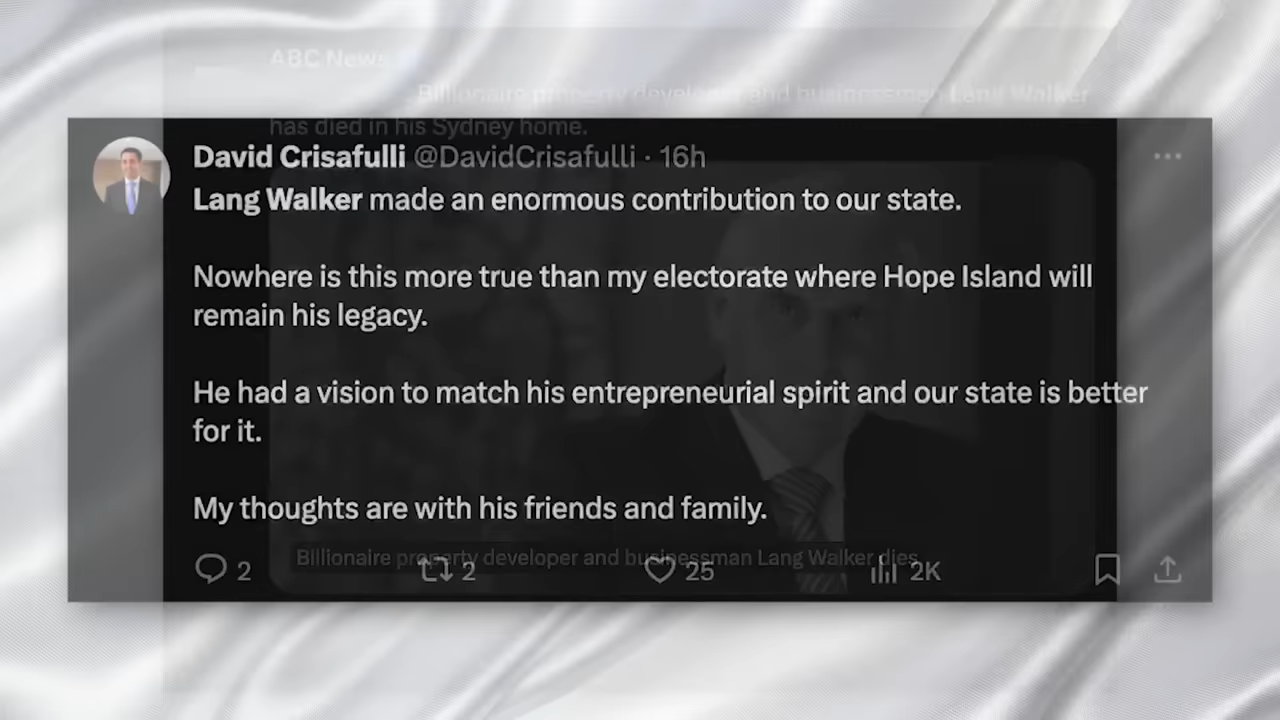 ABC News
Billionaire property developer and businessman Lang Walker
has died in his Sydney home.
David Crisafulli @DavidCrisafulli · 16h
Lang Walker made an enormous contribution to our state.
Nowhere is this more true than my electorate where Hope Island will
remain his legacy.
He had a vision to match his entrepreneurial spirit and our state is better
for it.
My thoughts are with his friends and family.
Billionaire property developer and businessman Lang Walker dies
2 2 25 2K